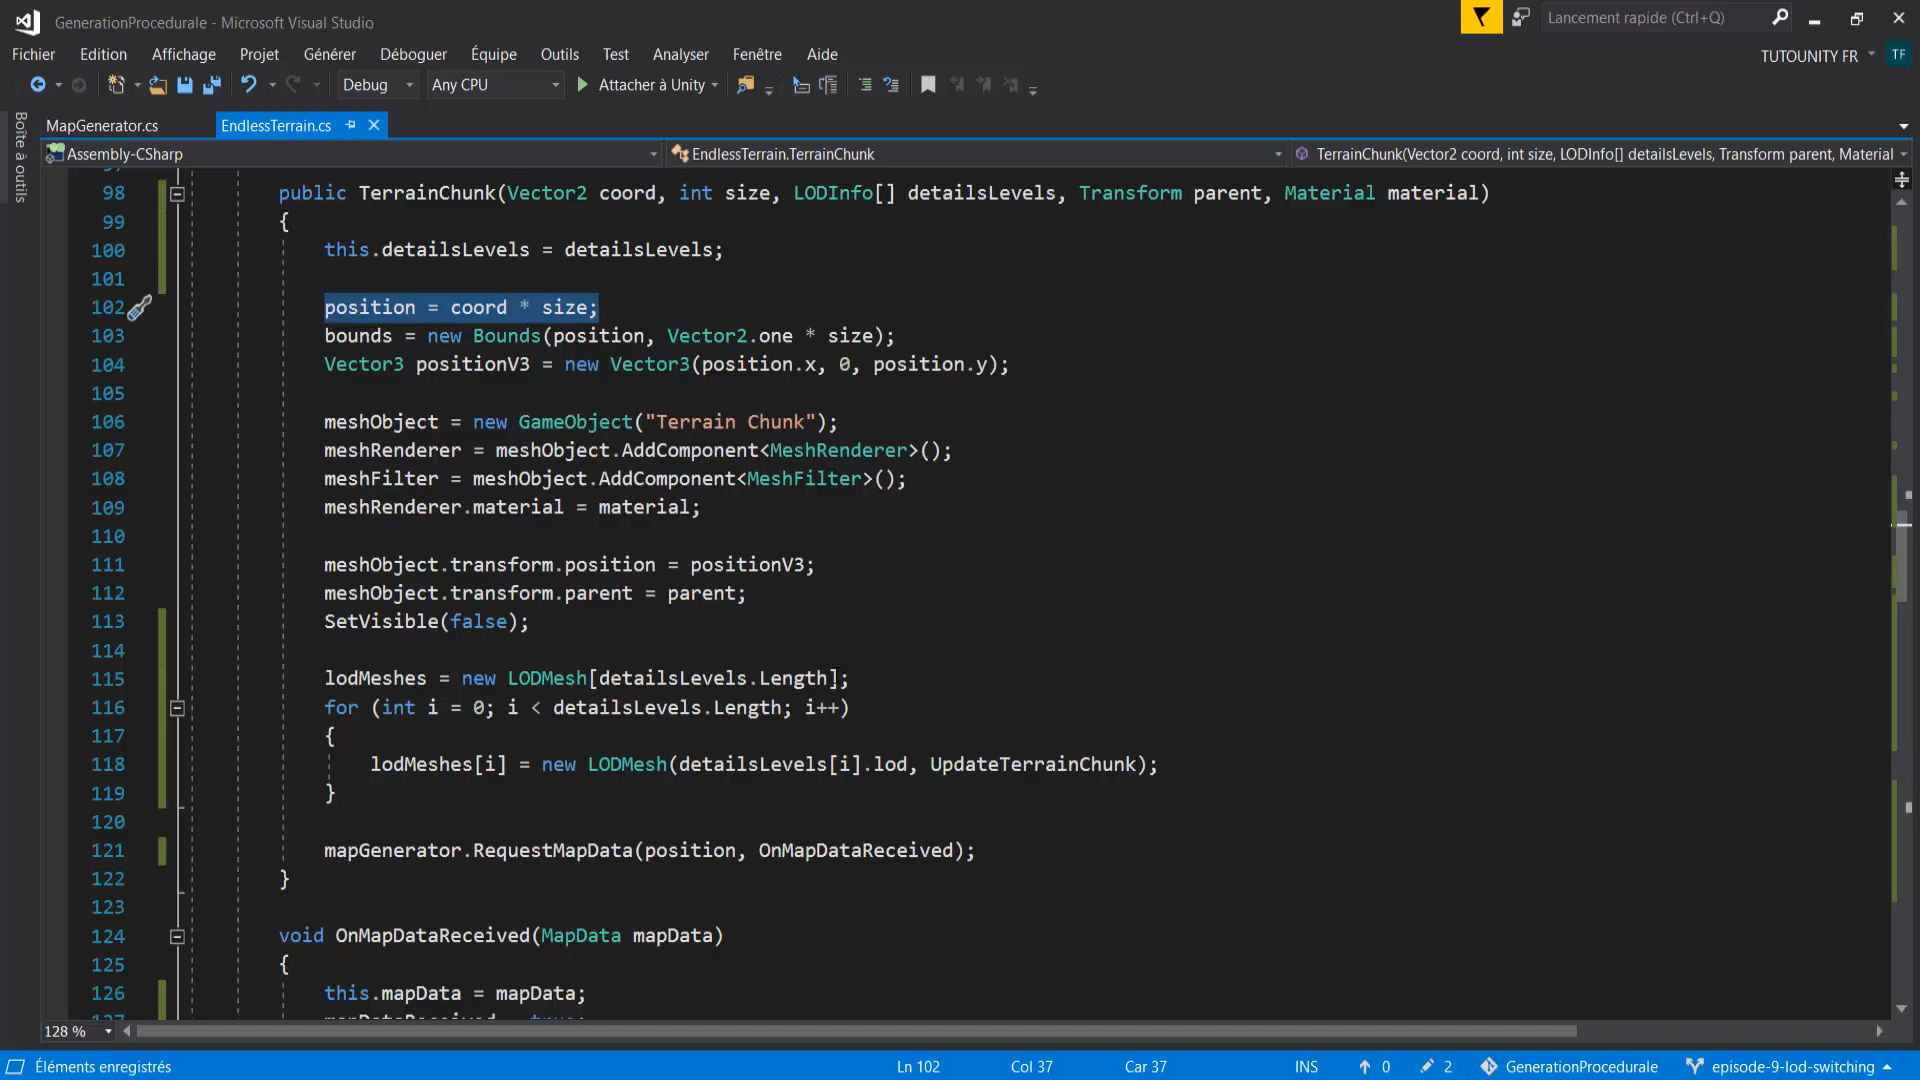 GenerationProcedurale - Microsoft Visual Studio
Lancement rapide (Ctrl+Q)
Fichier Edition Affichage Projet Générer Déboguer Équipe Outils Test Analyser Fenêtre Aide
TUTOUNITY FR TF
Debug Any CPU Attacher à Unity
Boîte à outils
MapGenerator.cs EndlessTerrain.cs
Assembly-CSharp EndlessTerrain.TerrainChunk TerrainChunk(Vector2 coord, int size, LODInfo[] detailsLevels, Transform parent, Material
98 public TerrainChunk(Vector2 coord, int size, LODInfo[] detailsLevels, Transform parent, Material material)
99 {
100 this.detailsLevels = detailsLevels;
101
102 position = coord * size;
103 bounds = new Bounds(position, Vector2.one * size);
104 Vector3 positionV3 = new Vector3(position.x, 0, position.y);
105
106 meshObject = new GameObject("Terrain Chunk");
107 meshRenderer = meshObject.AddComponent<MeshRenderer>();
108 meshFilter = meshObject.AddComponent<MeshFilter>();
109 meshRenderer.material = material;
110
111 meshObject.transform.position = positionV3;
112 meshObject.transform.parent = parent;
113 SetVisible(false);
114
115 lodMeshes = new LODMesh[detailsLevels.Length];
116 for (int i = 0; i < detailsLevels.Length; i++)
117 {
118 lodMeshes[i] = new LODMesh(detailsLevels[i].lod, UpdateTerrainChunk);
119 }
120
121 mapGenerator.RequestMapData(position, OnMapDataReceived);
122 }
123
124 void OnMapDataReceived(MapData mapData)
125 {
126 this.mapData = mapData;
128 %
Éléments enregistrés Ln 102 Col 37 Car 37 INS 0 2 GenerationProcedurale episode-9-lod-switching